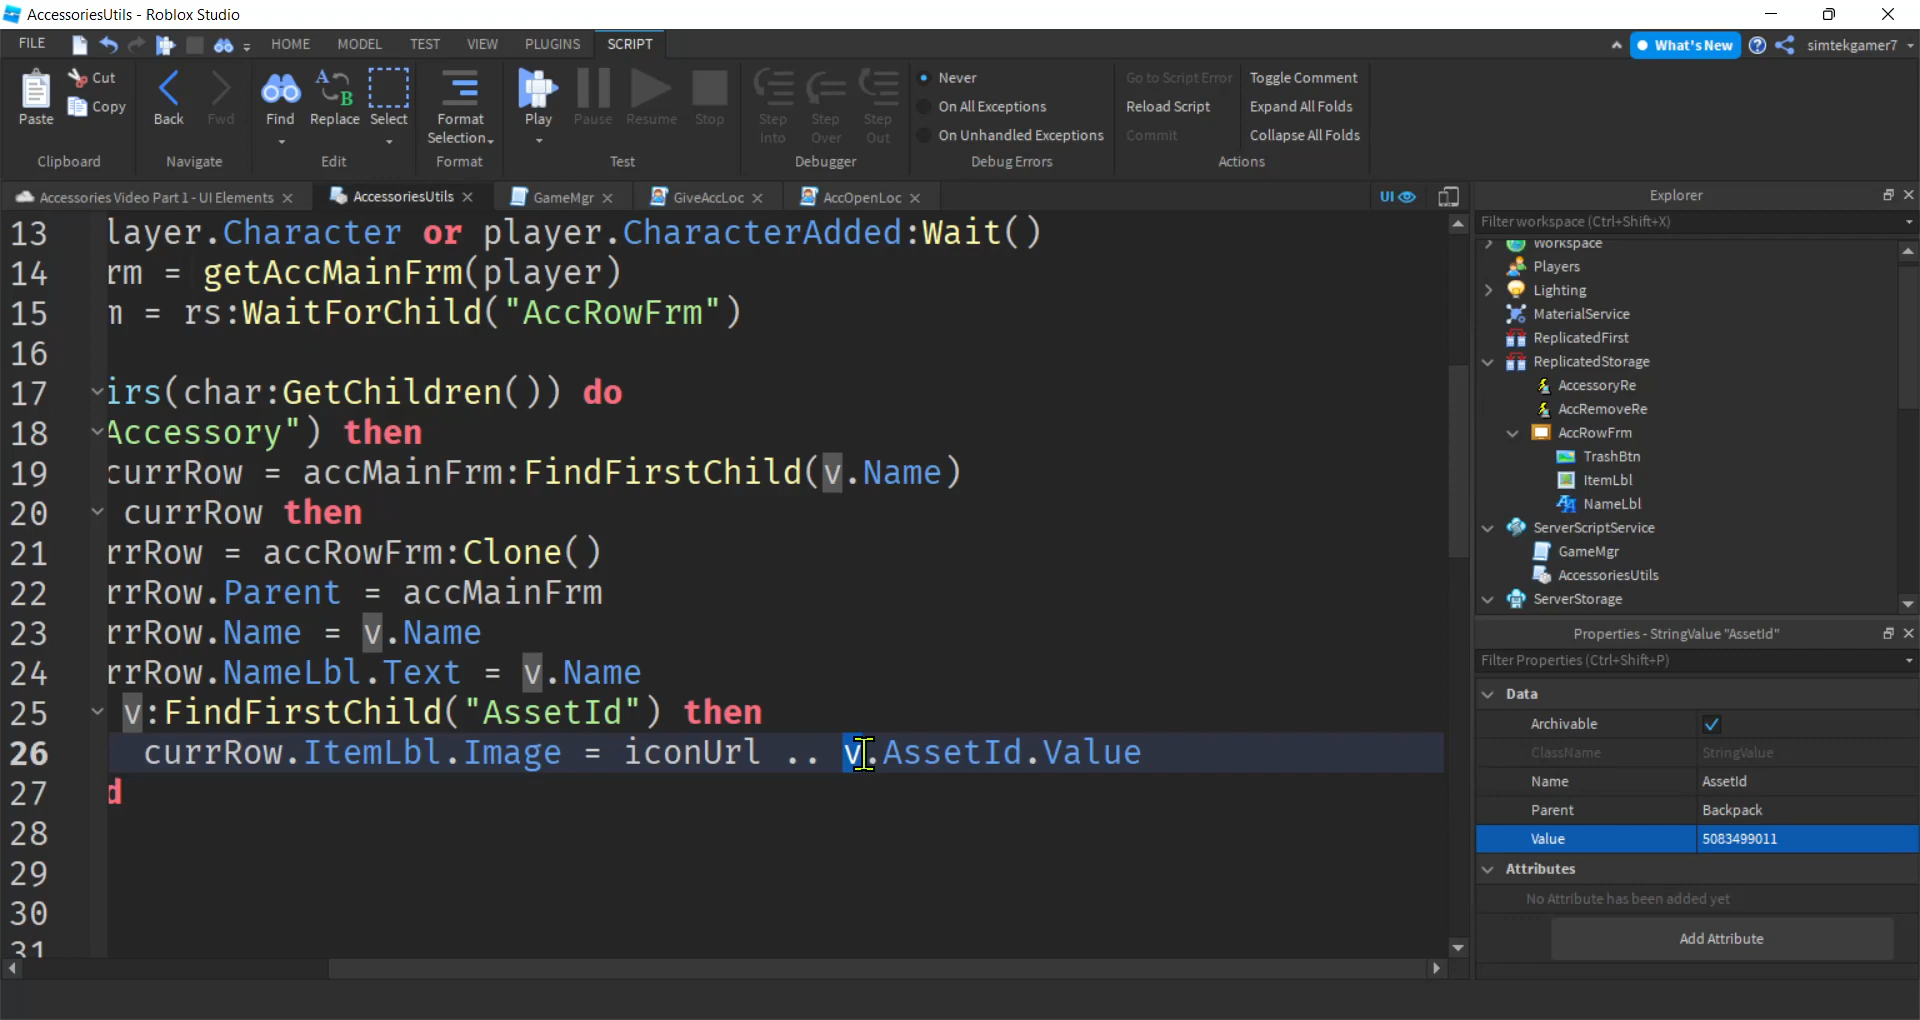 AccessoriesUtils - Roblox Studio
FILE HOME MODEL TEST VIEW PLUGINS SCRIPT What's New simtekgamer7
Paste Cut Copy Clipboard
Back Fwd Navigate
Find Replace Select Edit
Format Selection Format
Play Pause Resume Stop Test
Step Into Step Over Step Out Debugger
Never
On All Exceptions
On Unhandled Exceptions
Debug Errors
Go to Script Error Toggle Comment
Reload Script Expand All Folds
Commit Collapse All Folds
Actions
Accessories Video Part 1 - UI Elements AccessoriesUtils GameMgr GiveAccLoc AccOpenLoc UI
13 layer.Character or player.CharacterAdded:Wait()
14 rm = getAccMainFrm(player)
15 m = rs:WaitForChild("AccRowFrm")
16
17 irs(char:GetChildren()) do
18 Accessory") then
19 currRow = accMainFrm:FindFirstChild(v.Name)
20 currRow then
21 rrRow = accRowFrm:Clone()
22 rrRow.Parent = accMainFrm
23 rrRow.Name = v.Name
24 rrRow.NameLbl.Text = v.Name
25 v:FindFirstChild("AssetId") then
26 currRow.ItemLbl.Image = iconUrl .. v.AssetId.Value
27 d
28
29
30
31
Explorer
Filter workspace (Ctrl+Shift+X)
Workspace
Players
Lighting
MaterialService
ReplicatedFirst
ReplicatedStorage
AccessoryRe
AccRemoveRe
AccRowFrm
TrashBtn
ItemLbl
NameLbl
ServerScriptService
GameMgr
AccessoriesUtils
ServerStorage
Properties - StringValue "AssetId"
Filter Properties (Ctrl+Shift+P)
Data
Archivable
ClassName StringValue
Name AssetId
Parent Backpack
Value 5083499011
Attributes
No Attribute has been added yet
Add Attribute